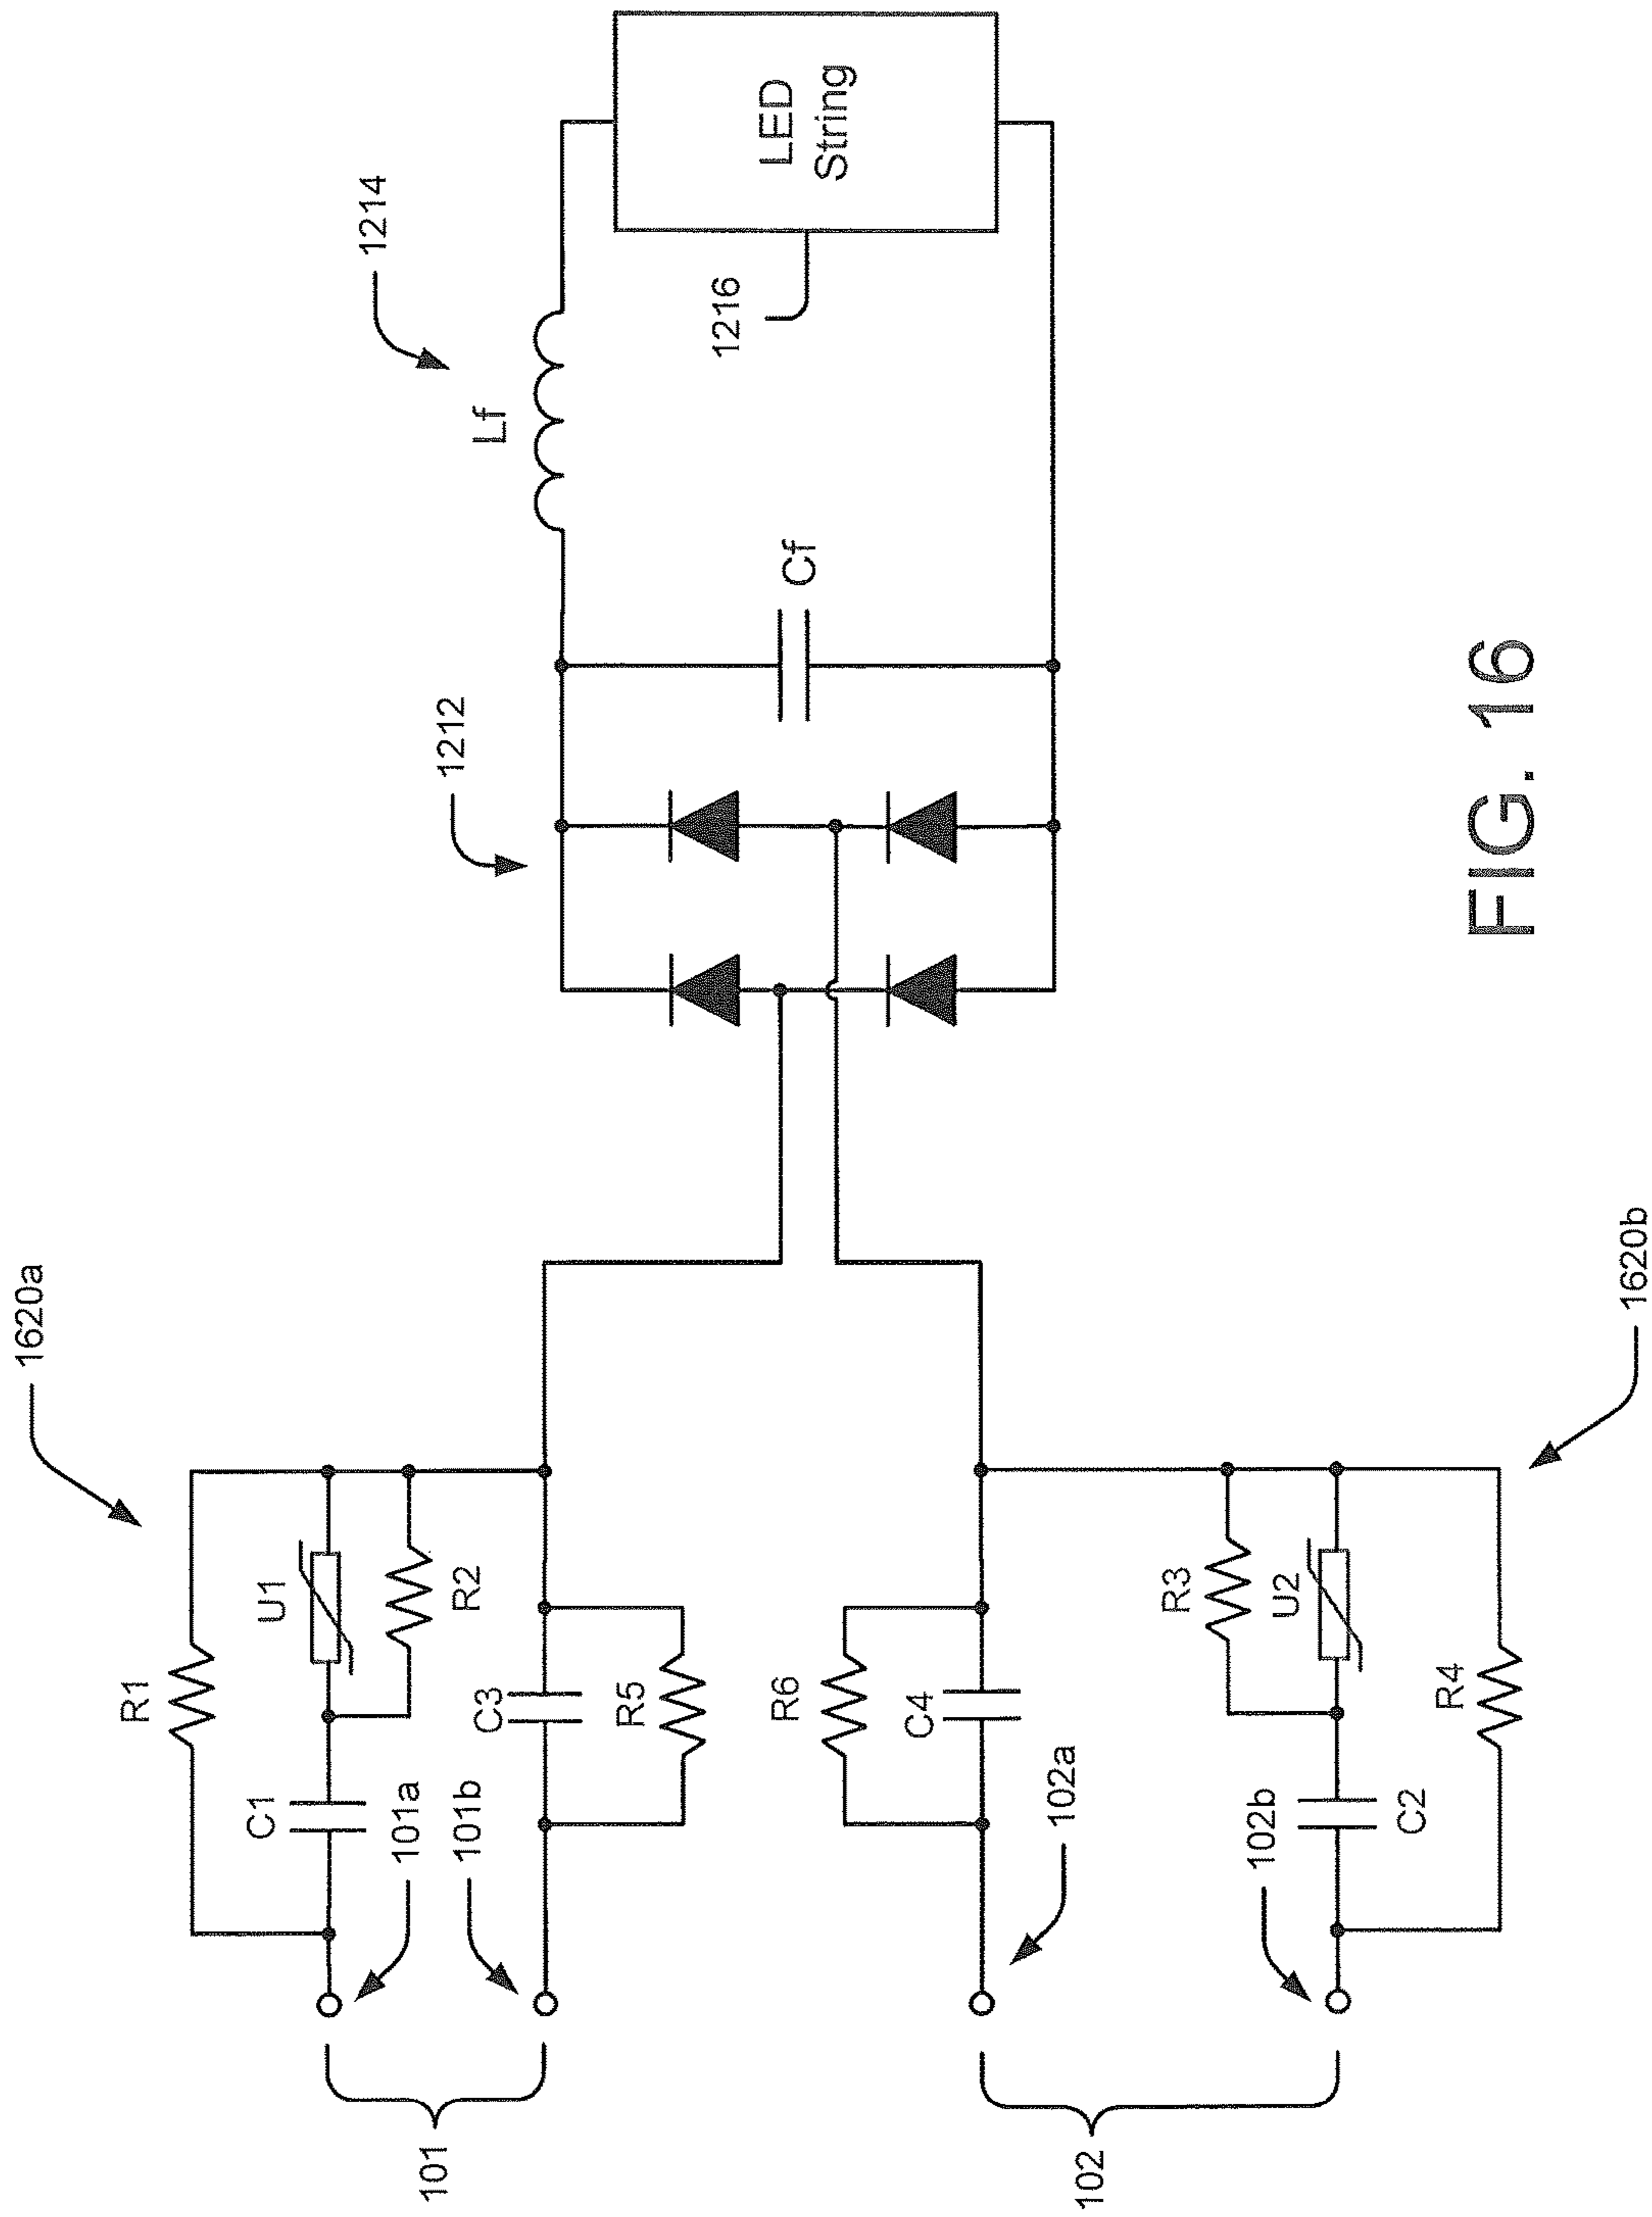 1620a
R1
U1
C1
R2
101a
101b
C3
R5
101
R6
C4
102a
102
R3
U2
102b
C2
R4
1620b
1212
1214
Lf
Cf
1216
LED
String
FIG. 16